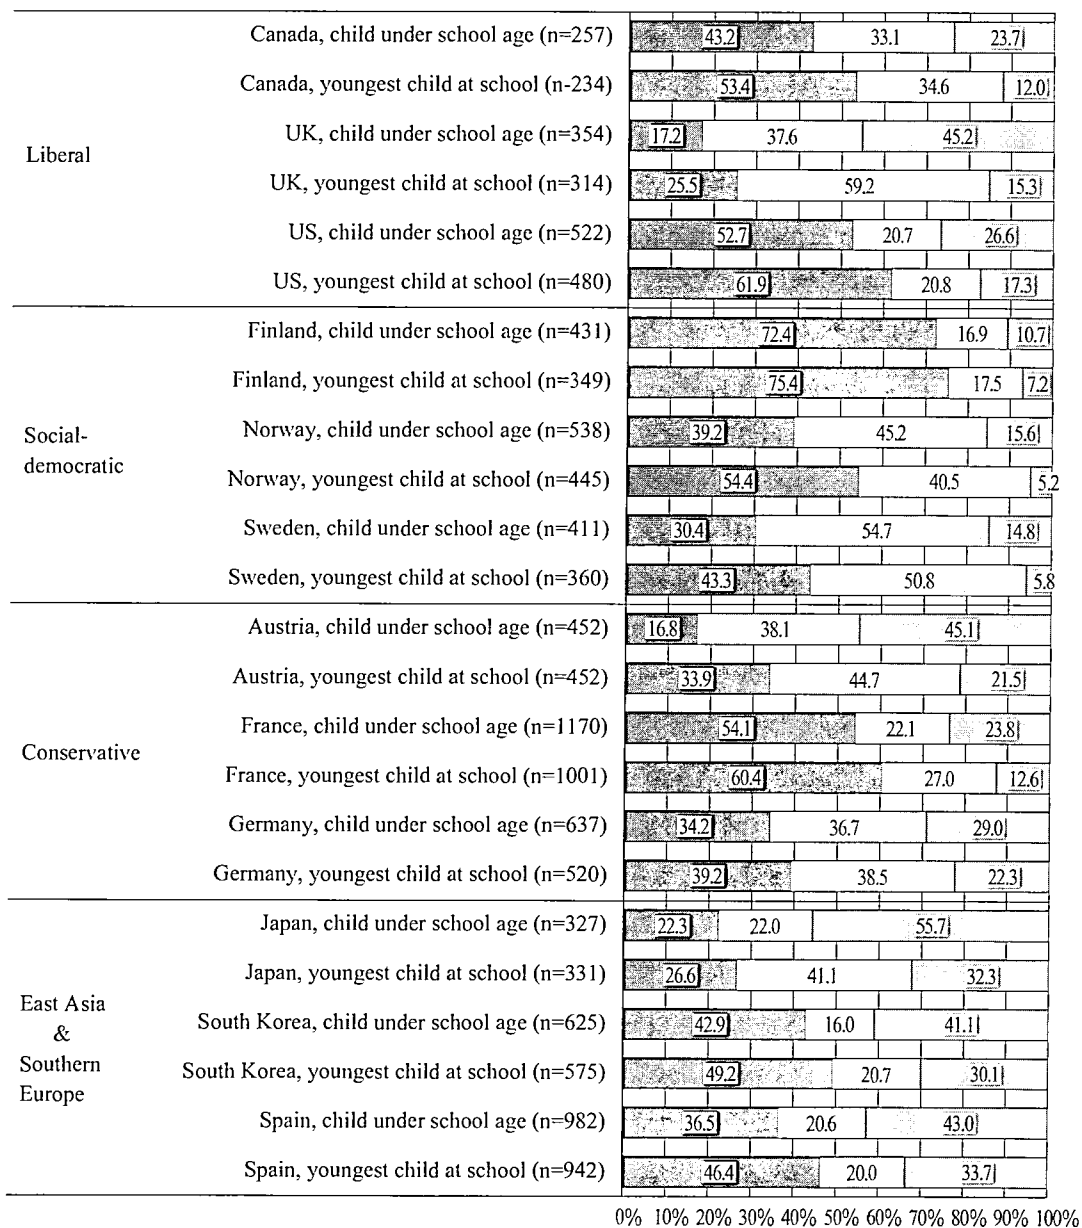 Liberal
Canada, child under school age (n=257) 43.2 33.1 23.7
Canada, youngest child at school (n-234) 53.4 34.6 12.0
UK, child under school age (n=354) 17.2 37.6 45.2
UK, youngest child at school (n=314) 25.5 59.2 15.3
US, child under school age (n=522) 52.7 20.7 26.6
US, youngest child at school (n=480) 61.9 20.8 17.3
Social-
democratic
Finland, child under school age (n=431) 72.4 16.9 10.7
Finland, youngest child at school (n=349) 75.4 17.5 7.2
Norway, child under school age (n=538) 39.2 45.2 15.6
Norway, youngest child at school (n=445) 54.4 40.5 5.2
Sweden, child under school age (n=411) 30.4 54.7 14.8
Sweden, youngest child at school (n=360) 43.3 50.8 5.8
Conservative
Austria, child under school age (n=452) 16.8 38.1 45.1
Austria, youngest child at school (n=452) 33.9 44.7 21.5
France, child under school age (n=1170) 54.1 22.1 23.8
France, youngest child at school (n=1001) 60.4 27.0 12.6
Germany, child under school age (n=637) 34.2 36.7 29.0
Germany, youngest child at school (n=520) 39.2 38.5 22.3
East Asia
&
Southern
Europe
Japan, child under school age (n=327) 22.3 22.0 55.7
Japan, youngest child at school (n=331) 26.6 41.1 32.3
South Korea, child under school age (n=625) 42.9 16.0 41.1
South Korea, youngest child at school (n=575) 49.2 20.7 30.1
Spain, child under school age (n=982) 36.5 20.6 43.0
Spain, youngest child at school (n=942) 46.4 20.0 33.7
0% 10% 20% 30% 40% 50% 60% 70% 80% 90% 100%